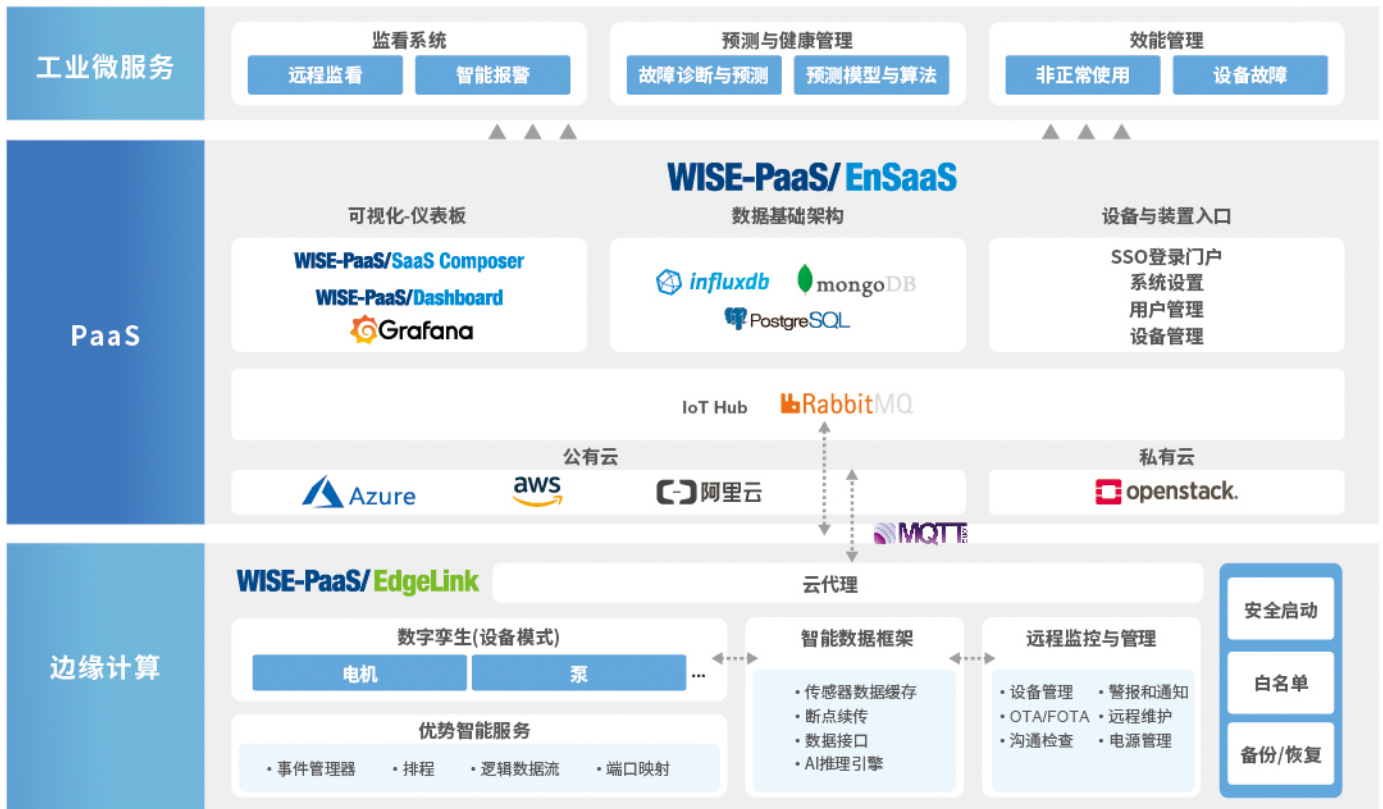 工业微服务
监看系统
远程监看
智能报警
预测与健康管理
故障诊断与预测
预测模型与算法
效能管理
非正常使用
设备故障
PaaS
WISE-PaaS/EnSaaS
可视化-仪表板
WISE-PaaS/SaaS Composer
WISE-PaaS/Dashboard
Grafana
数据基础架构
influxdb
mongoDB
PostgreSQL
设备与装置入口
SSO登录门户
系统设置
用户管理
设备管理
IoT Hub
RabbitMQ
公有云
Azure
aws
阿里云
私有云
openstack.
MQTT
边缘计算
WISE-PaaS/EdgeLink
云代理
数字孪生(设备模式)
电机
泵
...
优势智能服务
・事件管理器
・排程
・逻辑数据流
・端口映射
智能数据框架
・传感器数据缓存
・断点续传
・数据接口
・AI推理引擎
远程监控与管理
・设备管理
・警报和通知
・OTA/FOTA
・远程维护
・沟通检查
・电源管理
安全启动
白名单
备份/恢复